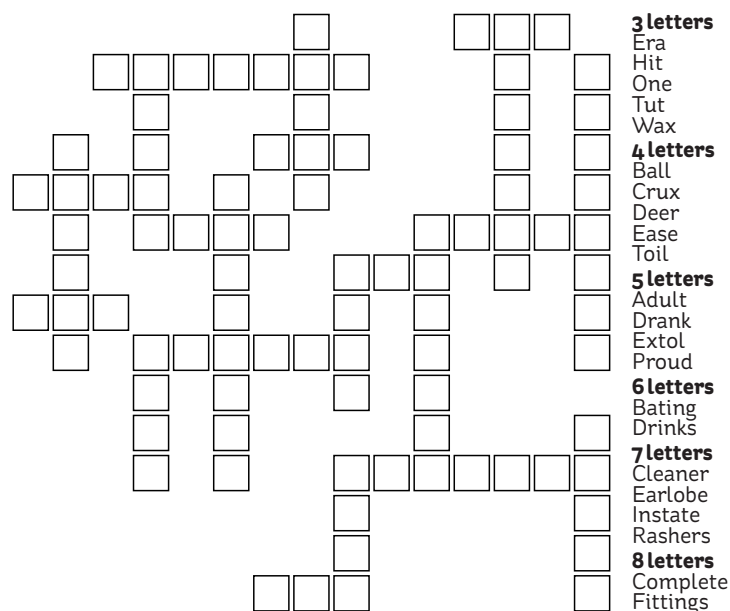 3 letters
Era
Hit
One
Tut
Wax
4 letters
Ball
Crux
Deer
Ease
Toil
5 letters
Adult
Drank
Extol
Proud
6 letters
Bating
Drinks
7 letters
Cleaner
Earlobe
Instate
Rashers
8 letters
Complete
Fittings